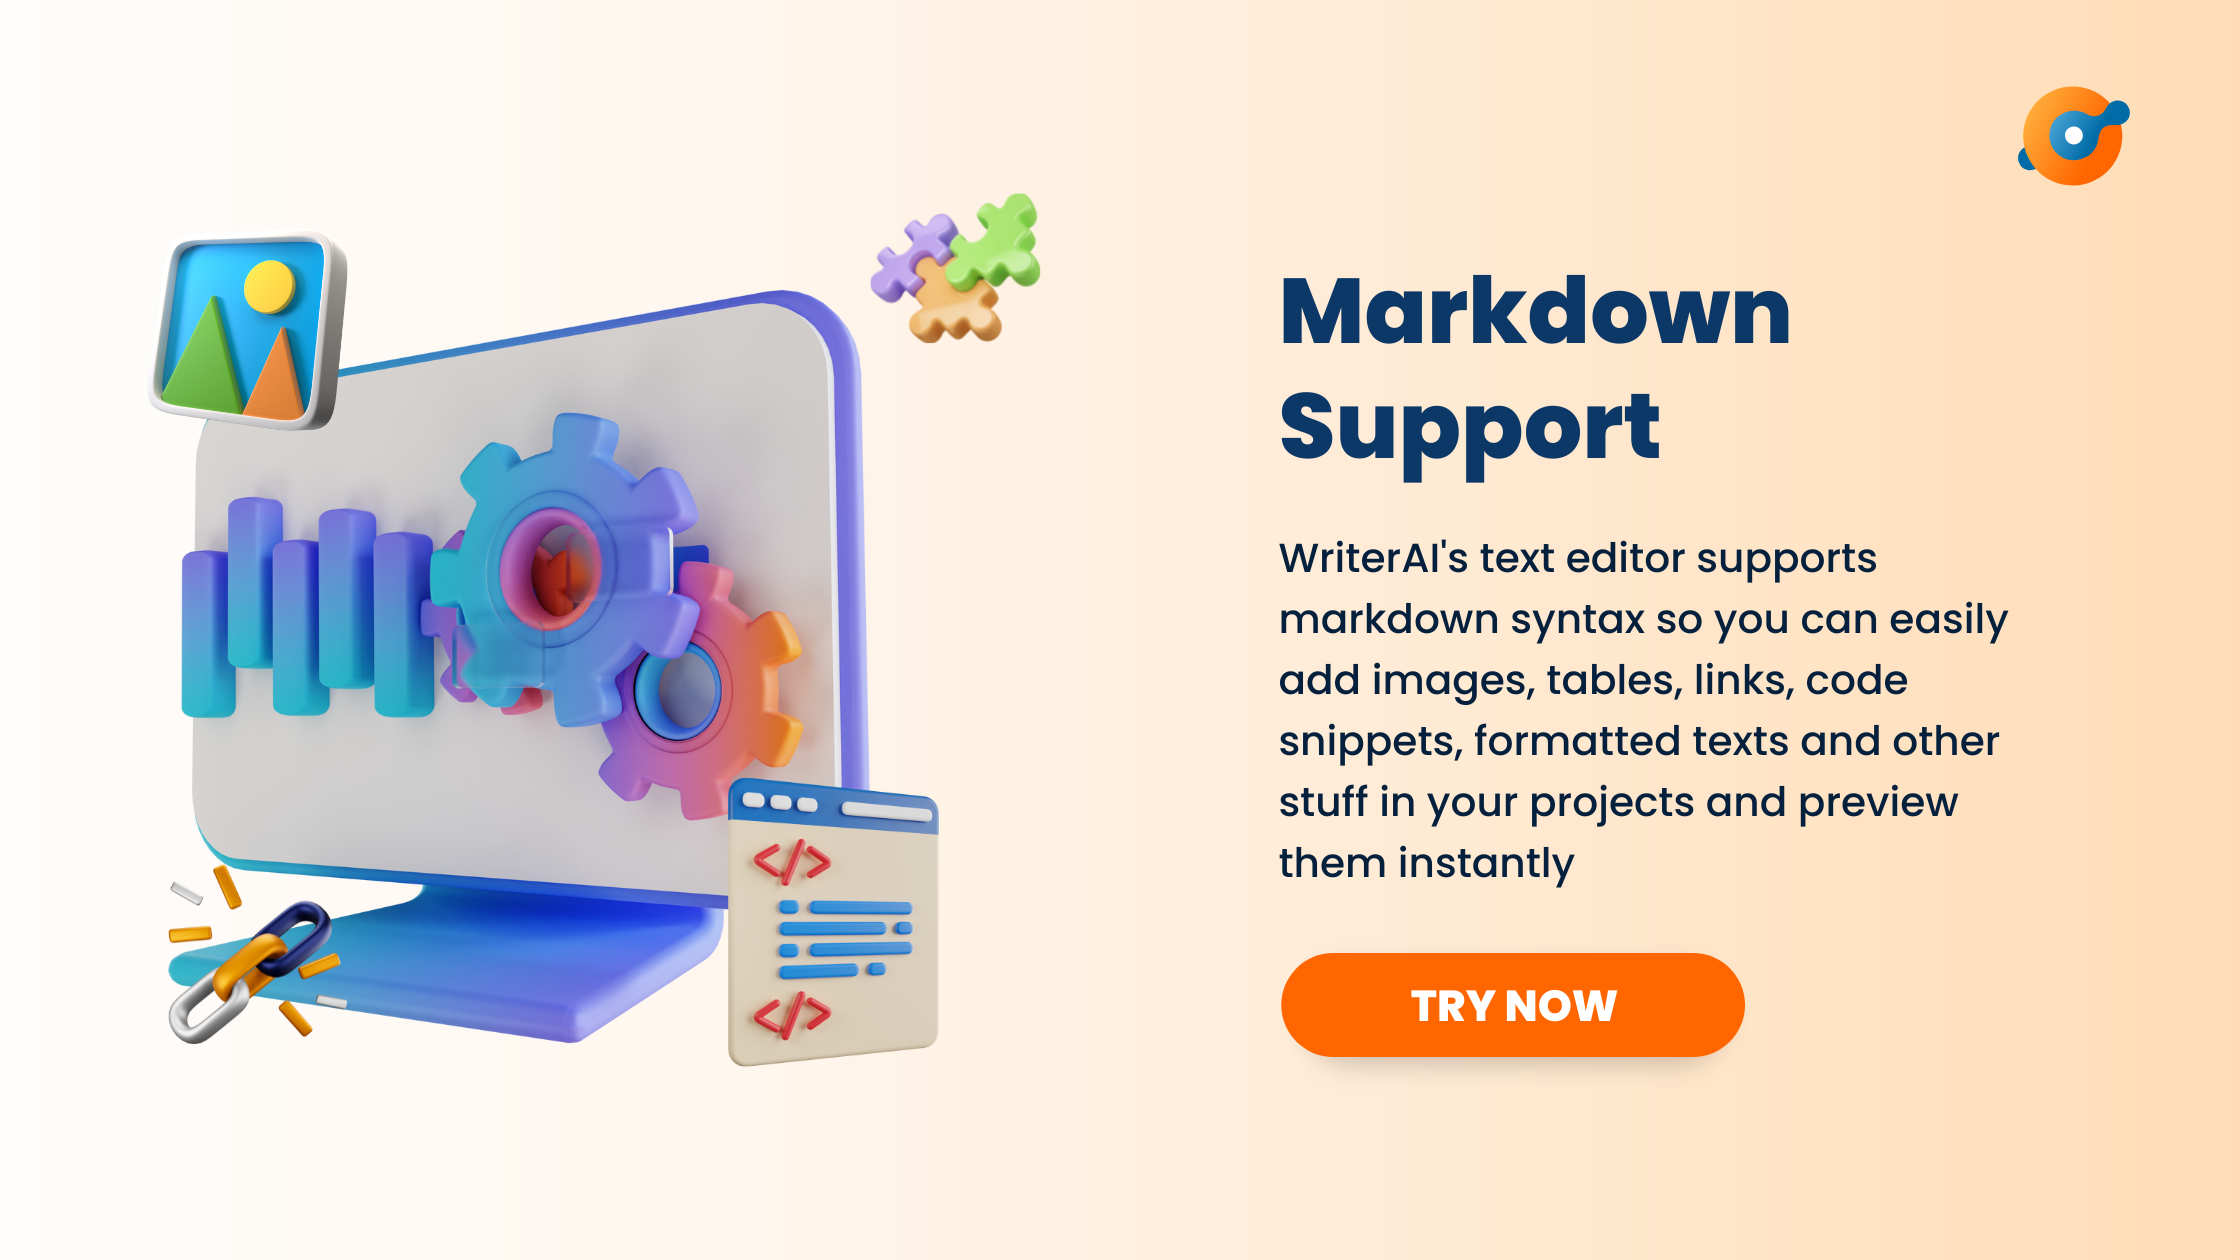 Markdown
Support
WriterAI's text editor supports
markdown syntax so you can easily
add images, tables, links, code
snippets, formatted texts and other
stuff in your projects and preview
them instantly
TRY NOW